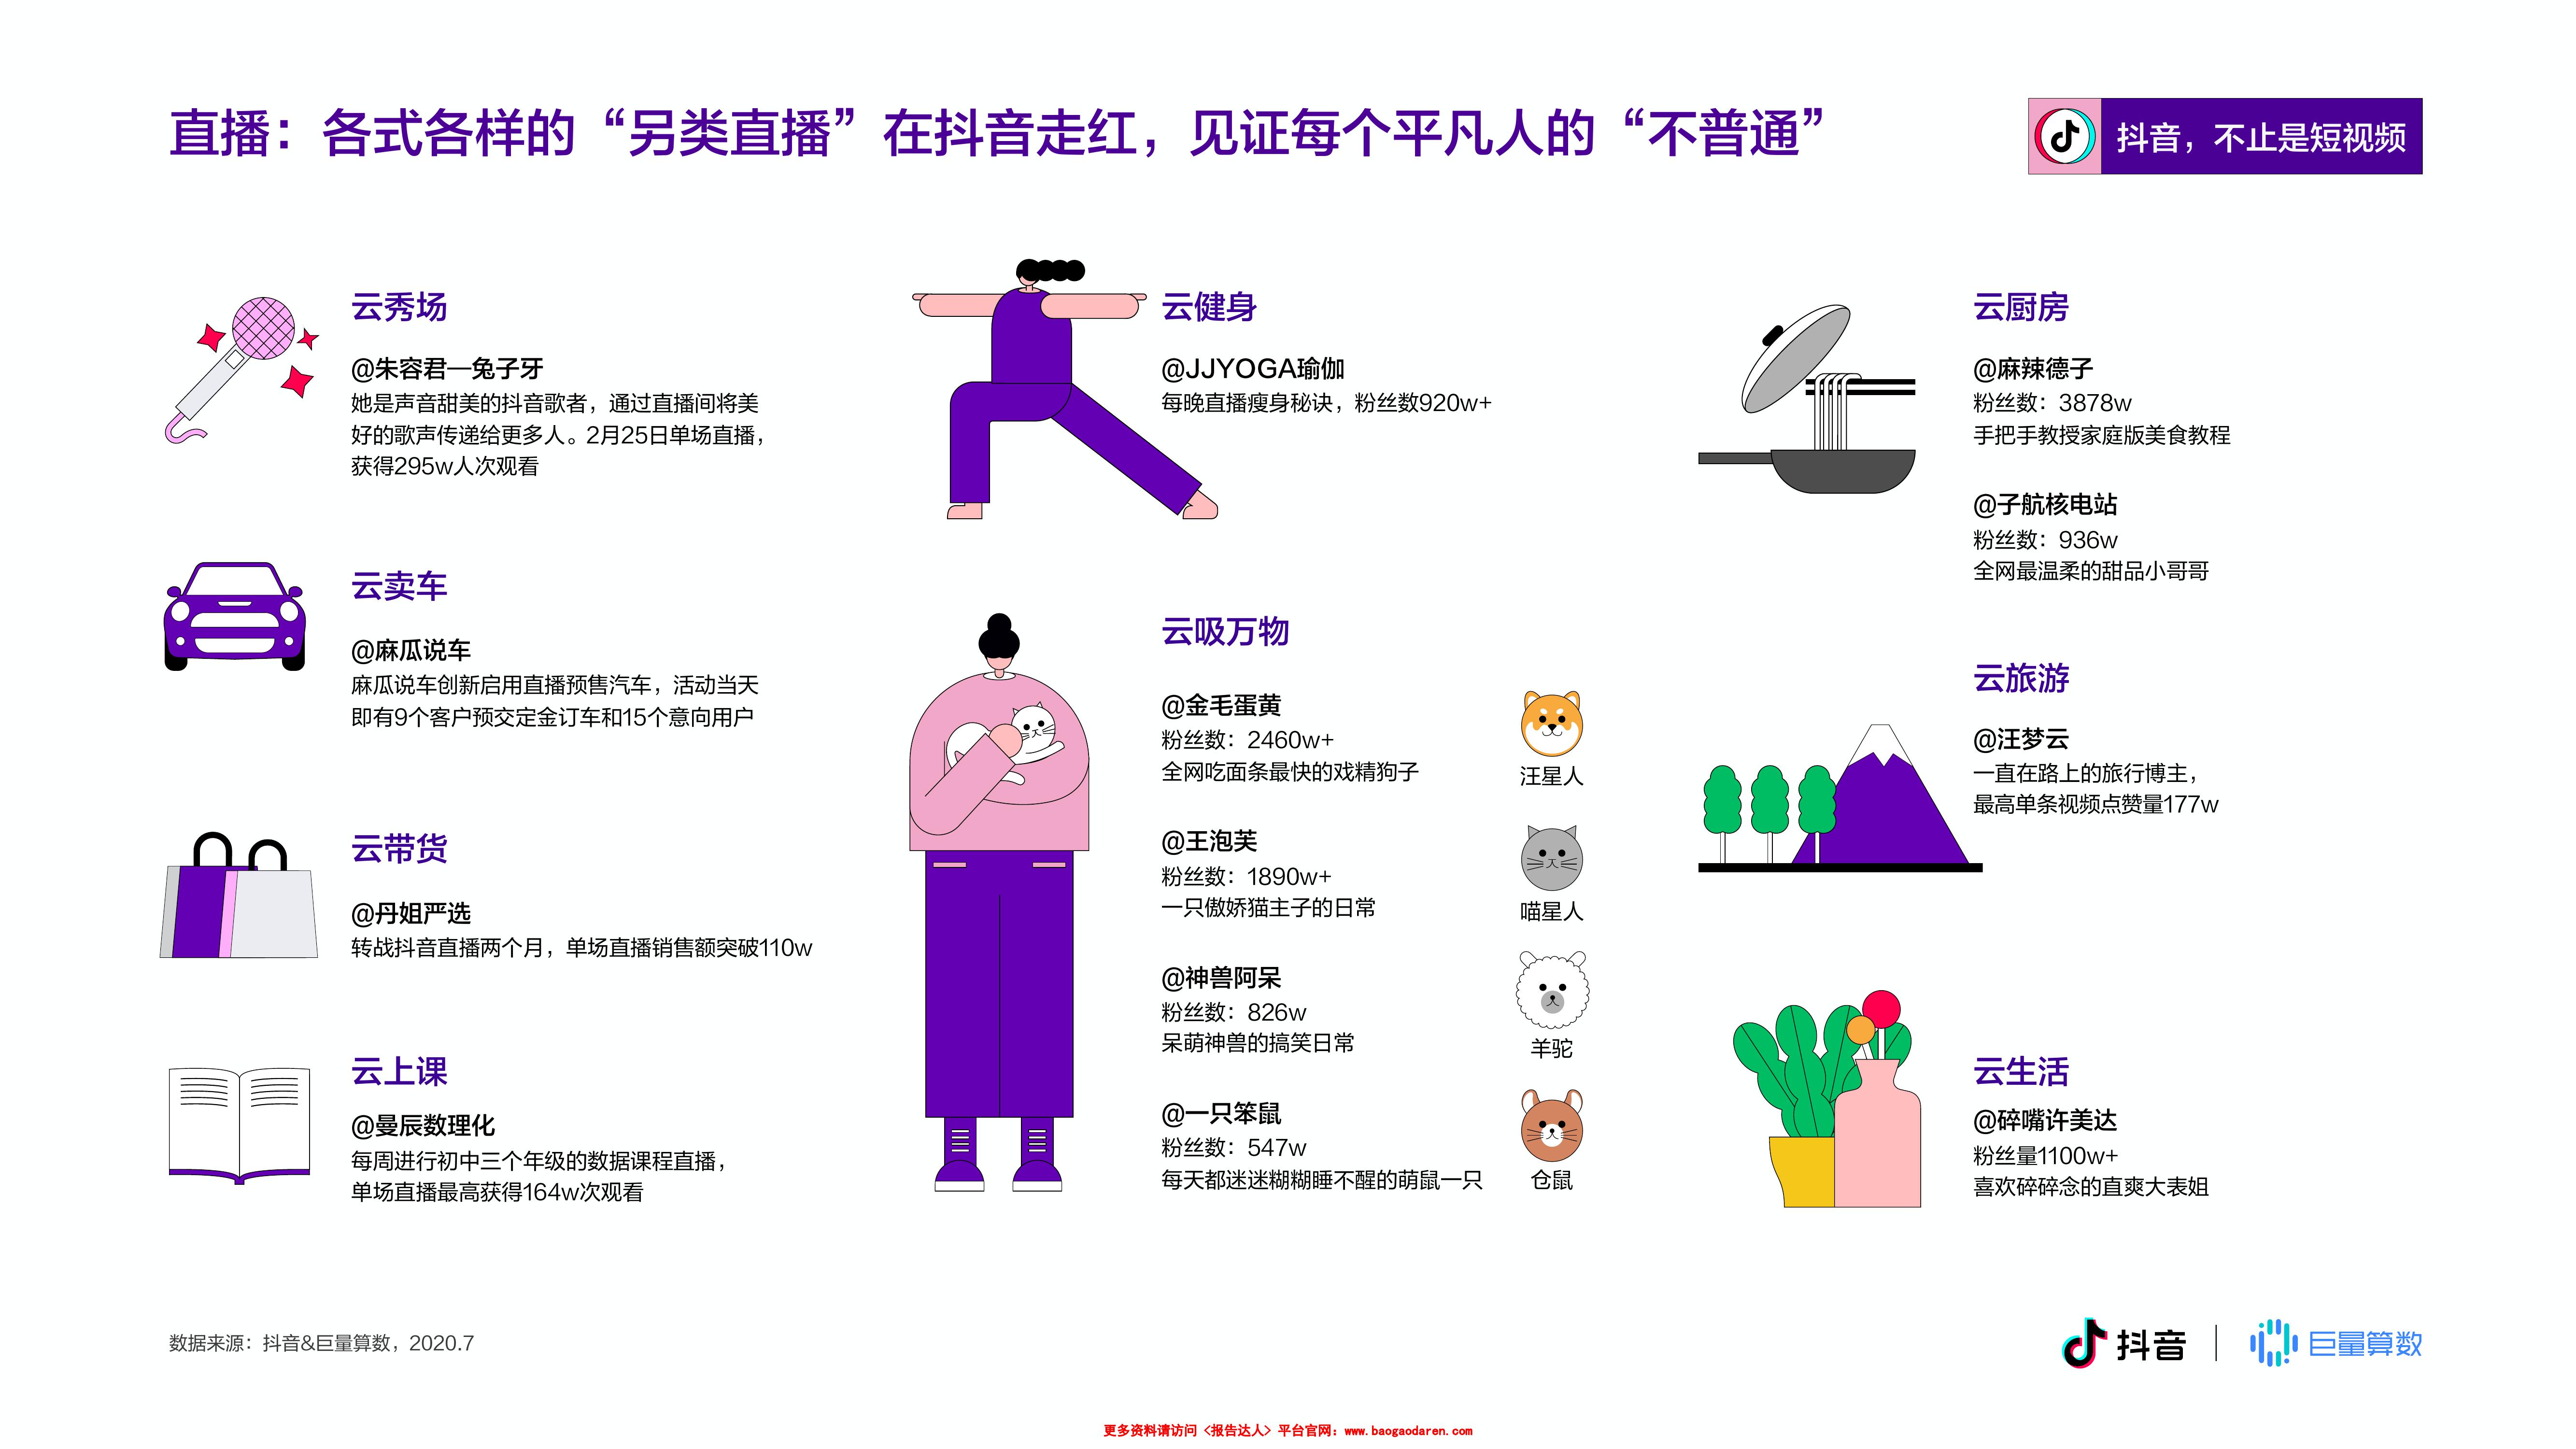 直播：各式各样的“另类直播”在抖音走红，见证每个平凡人的“不普通”
抖音，不止是短视频
云秀场
@朱容君一兔子牙
她是声音甜美的抖音歌者，通过直播间将美
好的歌声传递给更多人。2月25日单场直播，
获得295w人次观看
云卖车
@麻瓜说车
麻瓜说车创新启用直播预售汽车，活动当天
即有9个客户预交定金订车和15个意向用户
云带货
@丹姐严选
转战抖音直播两个月，单场直播销售额突破110w
云上课
@曼辰数理化
每周进行初中三个年级的数据课程直播，
单场直播最高获得164w次观看
云健身
@JJYOGA瑜伽
每晚直播瘦身秘诀，粉丝数920w+
云吸万物
@金毛蛋黄
粉丝数：2460w+
全网吃面条最快的戏精狗子
汪星人
@王泡芙
粉丝数：1890w+
一只傲娇猫主子的日常
喵星人
@神兽阿呆
粉丝数：826w
呆萌神兽的搞笑日常
羊驼
@一只笨鼠
粉丝数：547w
每天都迷迷糊糊睡不醒的萌鼠一只
仓鼠
云厨房
@麻辣德子
粉丝数：3878w
手把手教授家庭版美食教程
@子航核电站
粉丝数：936w
全网最温柔的甜品小哥哥
云旅游
@汪梦云
一直在路上的旅行博主，
最高单条视频点赞量177w
云生活
@碎嘴许美达
粉丝量1100w+
喜欢碎碎念的直爽大表姐
数据来源：抖音&巨量算数，2020.7
抖音
巨量算数
更多资料请访问《报告达人》平台官网：www.baogaodaren.com